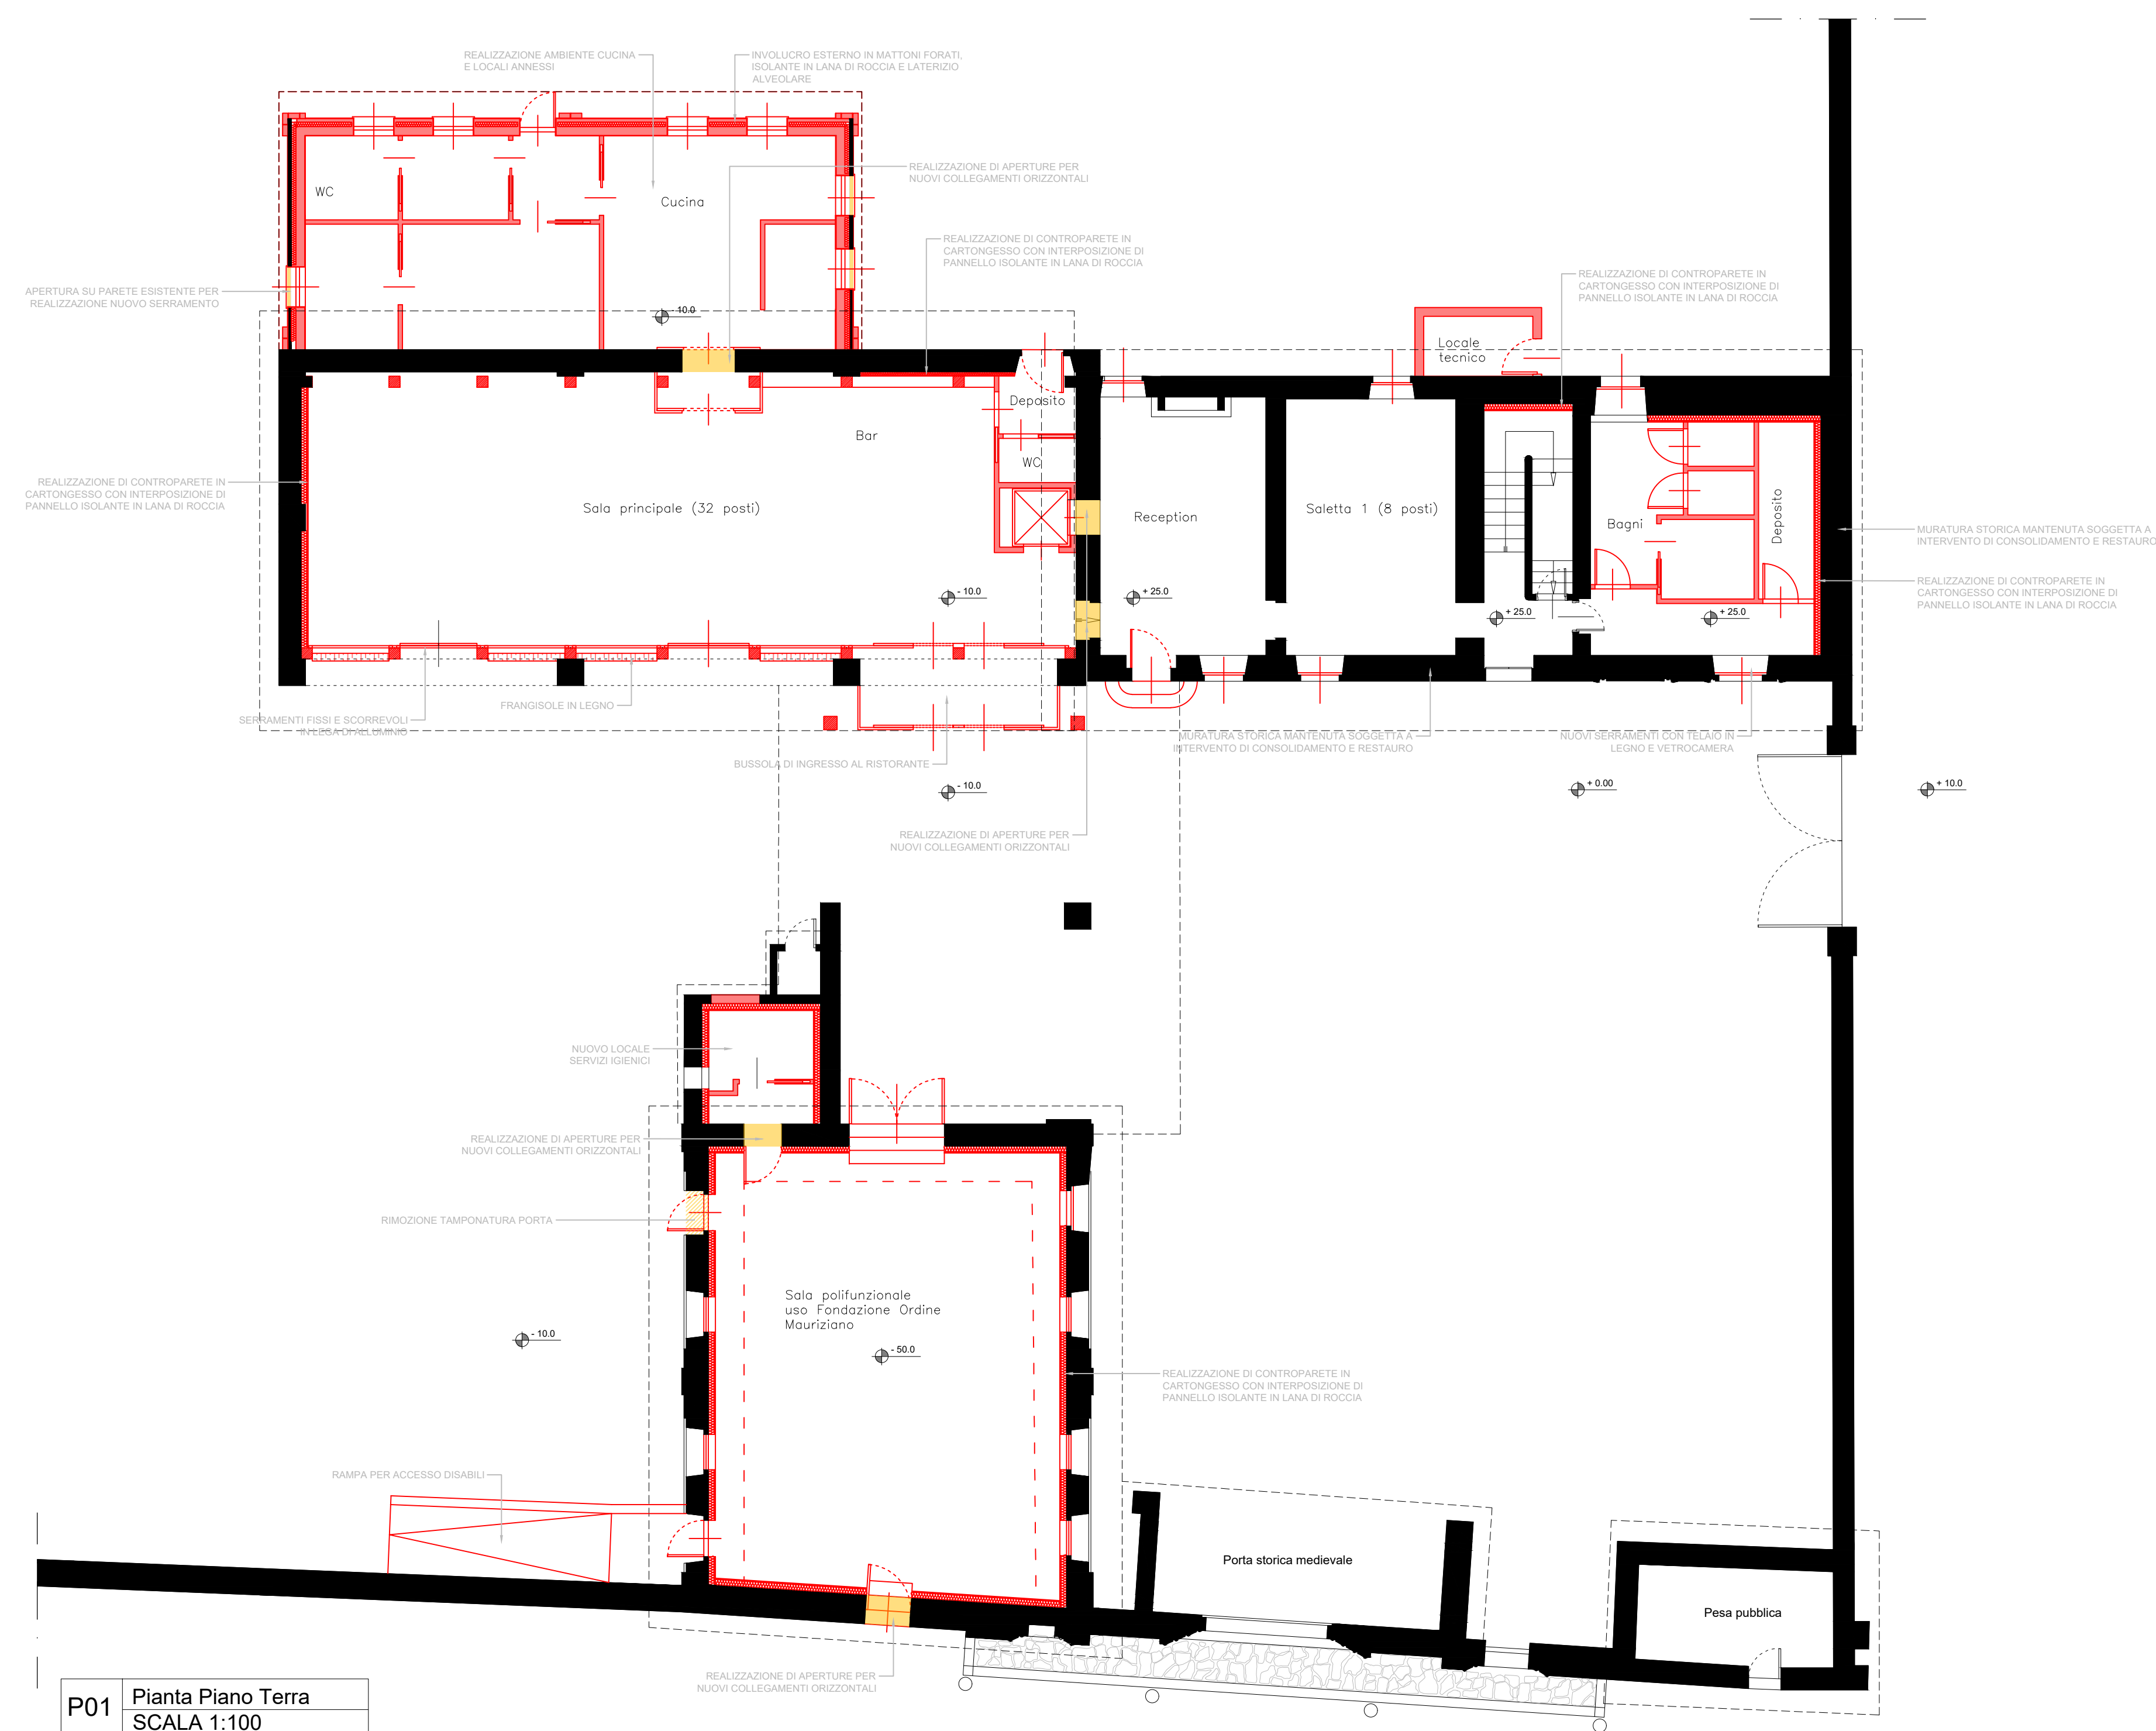 REALIZZAZIONE AMBIENTE CUCINA
E LOCALI ANNESSI
INVOLUCRO ESTERNO IN MATTONI FORATI,
ISOLANTE IN LANA DI ROCCIA E LATERIZIO
ALVEOLARE
REALIZZAZIONE DI APERTURE PER
NUOVI COLLEGAMENTI ORIZZONTALI
WC
Cucina
REALIZZAZIONE DI CONTROPARETE IN
CARTONGESSO CON INTERPOSIZIONE DI
PANNELLO ISOLANTE IN LANA DI ROCCIA
REALIZZAZIONE DI CONTROPARETE IN
CARTONGESSO CON INTERPOSIZIONE DI
PANNELLO ISOLANTE IN LANA DI ROCCIA
APERTURA SU PARETE ESISTENTE PER
REALIZZAZIONE NUOVO SERRAMENTO
- 10.0
Locale
tecnico
Deposito
Bar
WC
REALIZZAZIONE DI CONTROPARETE IN
CARTONGESSO CON INTERPOSIZIONE DI
PANNELLO ISOLANTE IN LANA DI ROCCIA
Sala principale (32 posti)
Reception
Saletta 1 (8 posti)
Bagni
Deposito
MURATURA STORICA MANTENUTA SOGGETTA A
INTERVENTO DI CONSOLIDAMENTO E RESTAURO
REALIZZAZIONE DI CONTROPARETE IN
CARTONGESSO CON INTERPOSIZIONE DI
PANNELLO ISOLANTE IN LANA DI ROCCIA
- 10.0
+ 25.0
+ 25.0
+ 25.0
FRANGISOLE IN LEGNO
SERRAMENTI FISSI E SCORREVOLI
IN LEGA DI ALLUMINIO
MURATURA STORICA MANTENUTA SOGGETTA A
INTERVENTO DI CONSOLIDAMENTO E RESTAURO
NUOVI SERRAMENTI CON TELAIO IN
LEGNO E VETROCAMERA
BUSSOLA DI INGRESSO AL RISTORANTE
- 10.0
+ 0.00
+ 10.0
REALIZZAZIONE DI APERTURE PER
NUOVI COLLEGAMENTI ORIZZONTALI
NUOVO LOCALE
SERVIZI IGIENICI
REALIZZAZIONE DI APERTURE PER
NUOVI COLLEGAMENTI ORIZZONTALI
RIMOZIONE TAMPONATURA PORTA
Sala polifunzionale
uso Fondazione Ordine
Mauriziano
- 10.0
- 50.0
REALIZZAZIONE DI CONTROPARETE IN
CARTONGESSO CON INTERPOSIZIONE DI
PANNELLO ISOLANTE IN LANA DI ROCCIA
RAMPA PER ACCESSO DISABILI
Porta storica medievale
Pesa pubblica
REALIZZAZIONE DI APERTURE PER
NUOVI COLLEGAMENTI ORIZZONTALI
P01
Pianta Piano Terra
SCALA 1:100